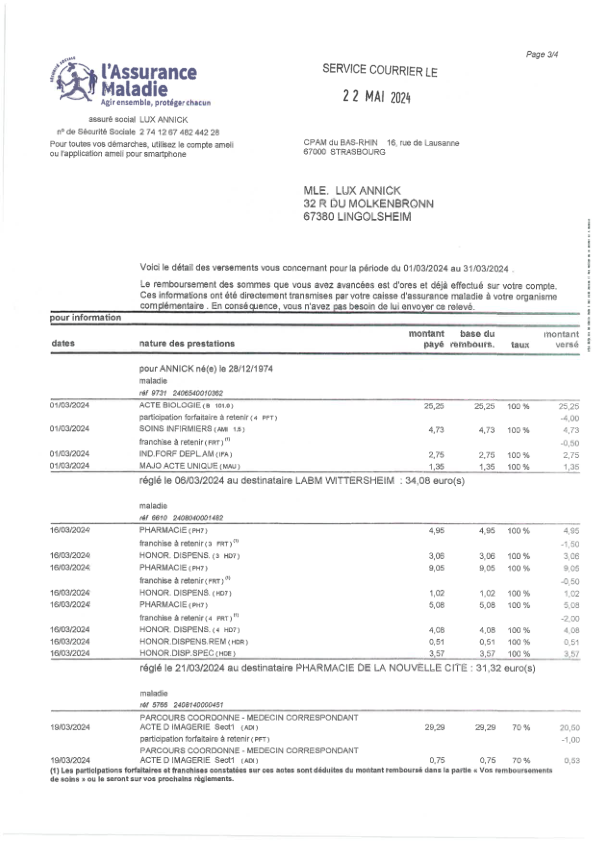 Page 3/4
SÉCURITÉ SOCIALE
l'Assurance
Maladie
Agir ensemble, protéger chacun
SERVICE COURRIER LE
22 MAI 2024
assuré social LUX ANNICK
n° de Sécurité Sociale 2 74 12 67 482 442 28
Pour toutes vos démarches, utilisez le compte ameli
ou l'application ameli pour smartphone
CPAM du BAS-RHIN 16, rue de Lausanne
67000 STRASBOURG
MLE. LUX ANNICK
32 R DU MOLKENBRONN
67380 LINGOLSHEIM
Voici le détail des versements vous concernant pour la période du 01/03/2024 au 31/03/2024 .
Le remboursement des sommes que vous avez avancées est d'ores et déjà effectué sur votre compte.
Ces informations ont été directement transmises par votre caisse d'assurance maladie à votre organisme
complémentaire . En conséquence, vous n'avez pas besoin de lui envoyer ce relevé.
pour information
dates nature des prestations montant payé base du rembours. taux montant versé
pour ANNICK né(e) le 28/12/1974
maladie
réf 9731 2406540010362
01/03/2024 ACTE BIOLOGIE (B 101.0) 25,25 25,25 100 % 25,25
participation forfaitaire à retenir (4 PFT) -4,00
01/03/2024 SOINS INFIRMIERS (AMI 1.5) 4,73 4,73 100 % 4,73
franchise à retenir (FRT) (1) -0,50
01/03/2024 IND.FORF DEPL.AM (IFA) 2,75 2,75 100 % 2,75
01/03/2024 MAJO ACTE UNIQUE (MAU) 1,35 1,35 100 % 1,35
réglé le 06/03/2024 au destinataire LABM WITTERSHEIM : 34,08 euro(s)
maladie
réf 6610 2408040001482
16/03/2024 PHARMACIE (PH7) 4,95 4,95 100 % 4,95
franchise à retenir (3 FRT) (1) -1,50
16/03/2024 HONOR. DISPENS. (3 HD7) 3,06 3,06 100 % 3,06
16/03/2024 PHARMACIE (PH7) 9,05 9,05 100 % 9,05
franchise à retenir (FRT) (1) -0,50
16/03/2024 HONOR. DISPENS. (HD7) 1,02 1,02 100 % 1,02
16/03/2024 PHARMACIE (PH7) 5,08 5,08 100 % 5,08
franchise à retenir (4 FRT) (1) -2,00
16/03/2024 HONOR. DISPENS. (4 HD7) 4,08 4,08 100 % 4,08
16/03/2024 HONOR.DISPENS.REM (HDR) 0,51 0,51 100 % 0,51
16/03/2024 HONOR.DISP.SPEC (HDE) 3,57 3,57 100 % 3,57
réglé le 21/03/2024 au destinataire PHARMACIE DE LA NOUVELLE CITE : 31,32 euro(s)
maladie
réf 5765 2408140000451
PARCOURS COORDONNE - MEDECIN CORRESPONDANT
19/03/2024 ACTE D IMAGERIE Sect1 (ADI) 29,29 29,29 70 % 20,50
participation forfaitaire à retenir (PFT) -1,00
PARCOURS COORDONNE - MEDECIN CORRESPONDANT
19/03/2024 ACTE D IMAGERIE Sect1 (ADI) 0,75 0,75 70 % 0,53
(1) Les participations forfaitaires et franchises constatées sur ces actes sont déduites du montant remboursé dans la partie « Vos remboursements
de soins » ou le seront sur vos prochains règlements.